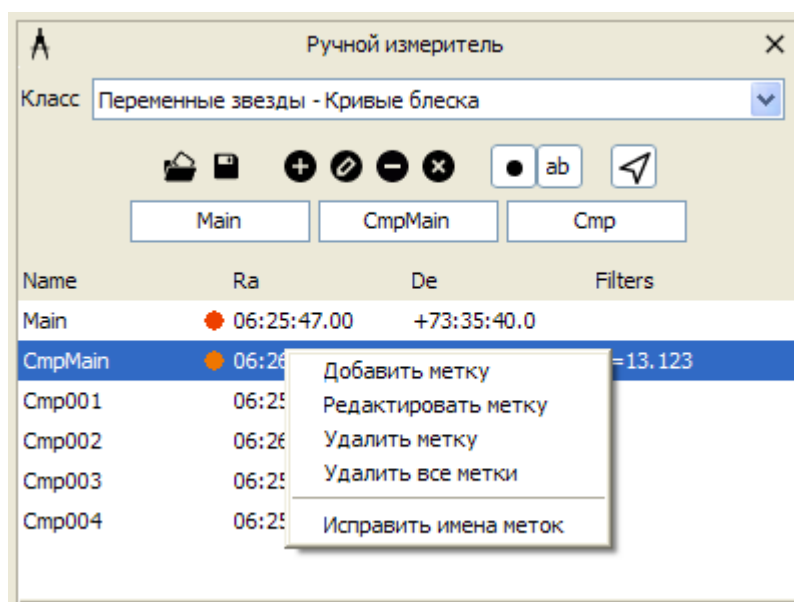 Ручной измеритель
Класс Переменные звезды - Кривые блеска
ab
Main CmpMain Cmp
Name Ra De Filters
Main 06:25:47.00 +73:35:40.0
CmpMain 06:26 =13.123
Cmp001 06:25
Cmp002 06:26
Cmp003 06:25
Cmp004 06:25
Добавить метку
Редактировать метку
Удалить метку
Удалить все метки
Исправить имена меток